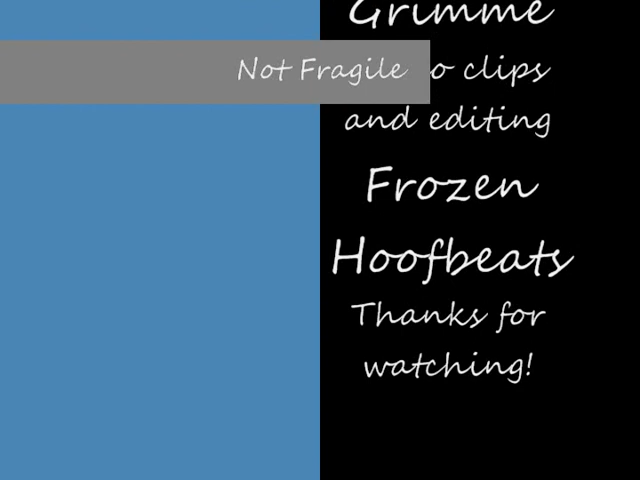 Grimme
Not Fragile
o clips
and editing
Frozen
Hoofbeats
Thanks for
watching!